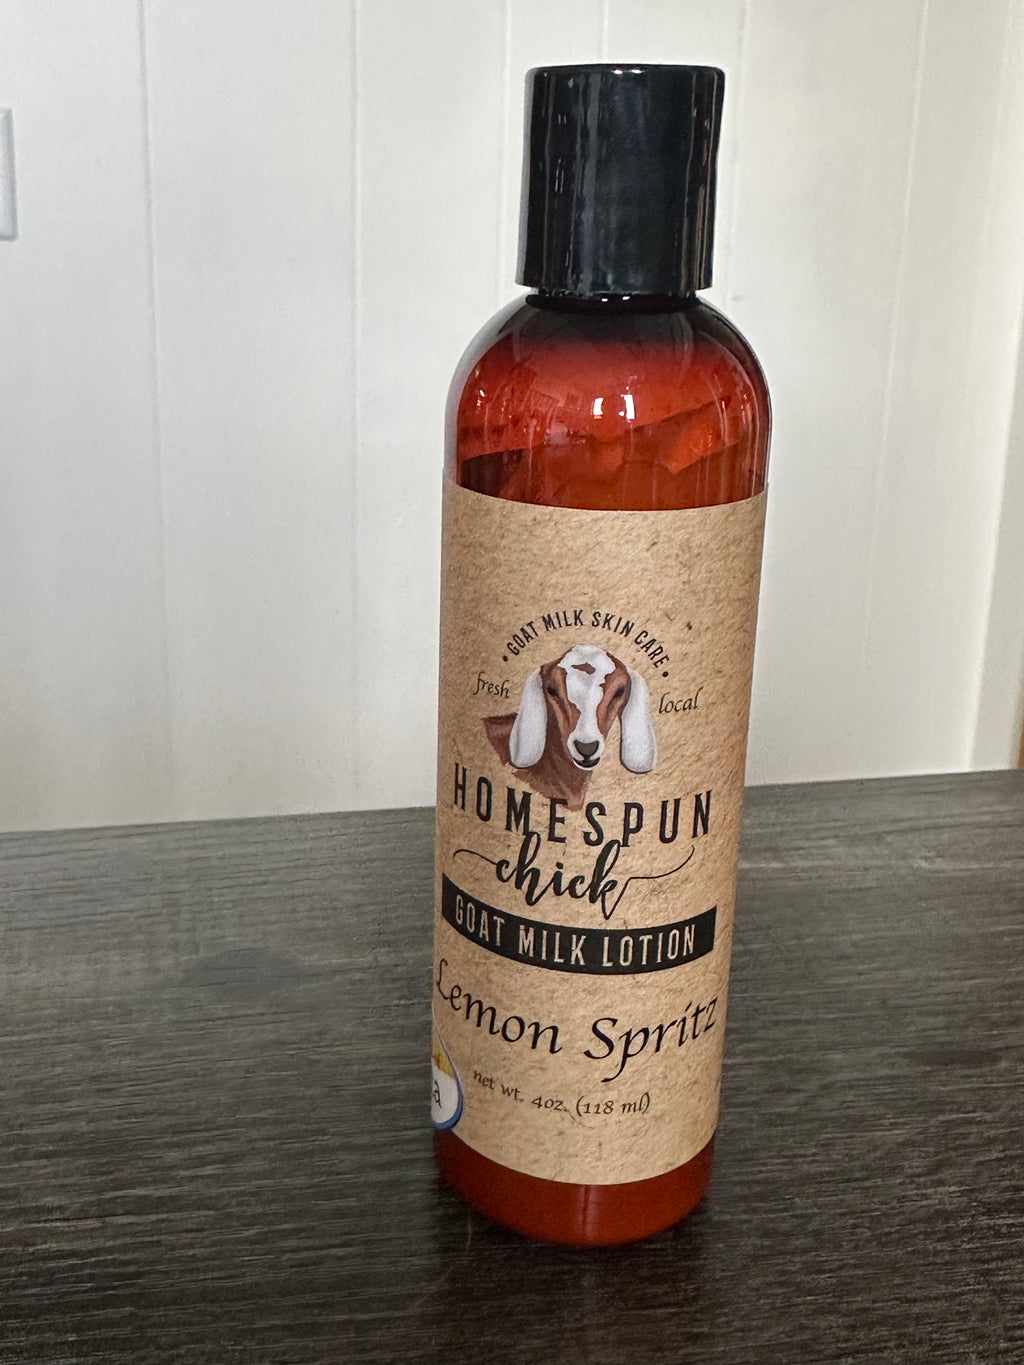 • GOAT MILK SKIN CARE •
fresh
local
HOMESPUN
chick
GOAT MILK LOTION
Lemon Spritz
net wt. 4oz. (118 ml)